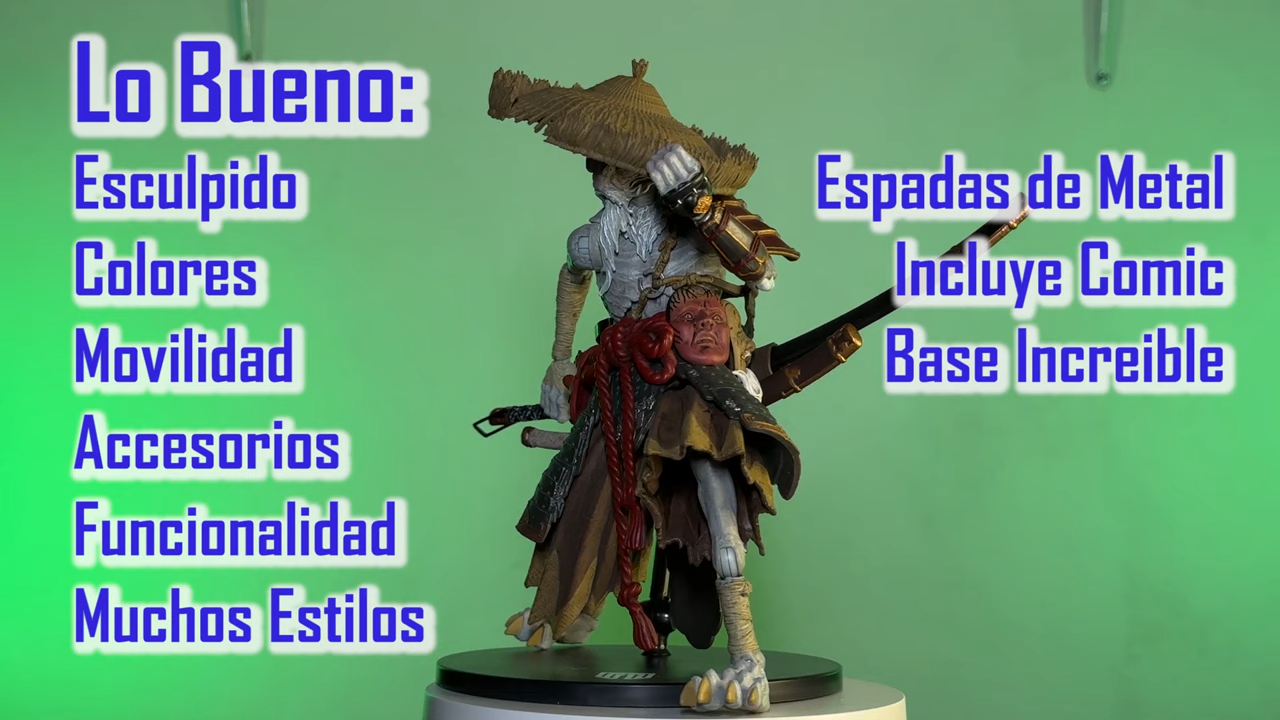 Lo Bueno:
Esculpido
Colores
Movilidad
Accesorios
Funcionalidad
Muchos Estilos
Espadas de Metal
Incluye Comic
Base Increible